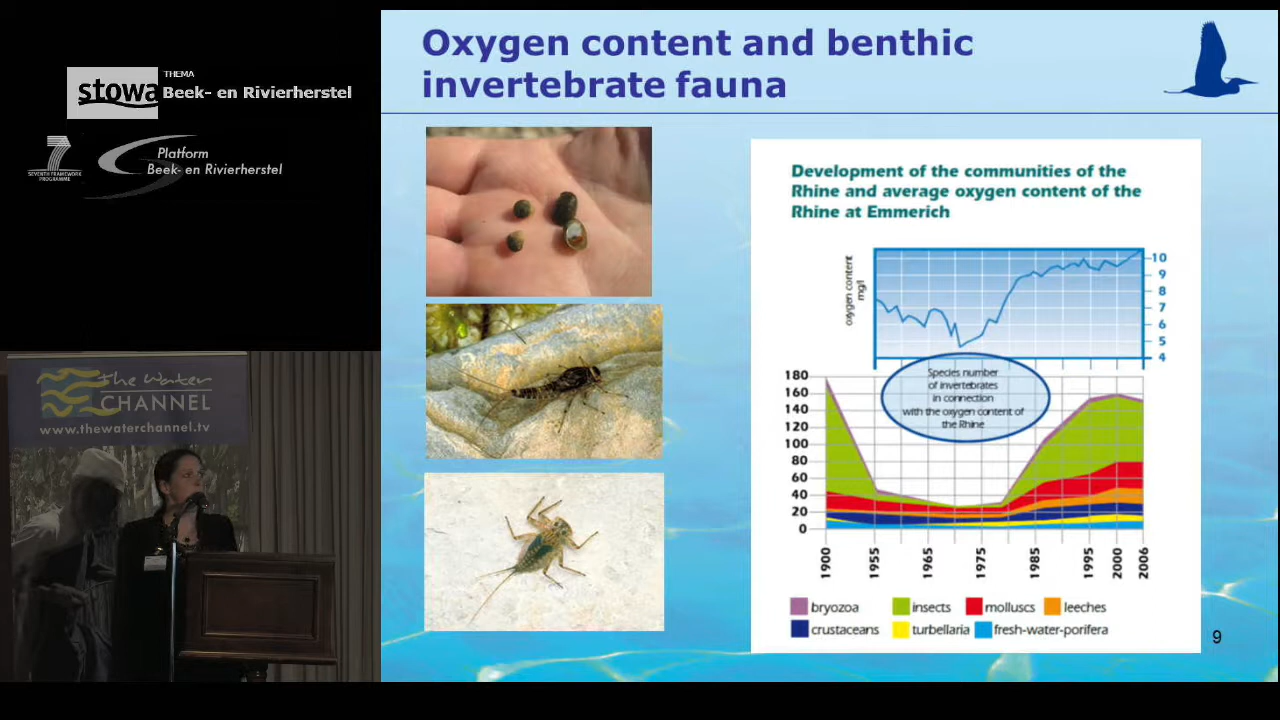 stowa
THEMA
Beek- en Rivierherstel
7
SEVENTH FRAMEWORK
PROGRAMME
Platform
Beek- en Rivierherstel
The Water
CHANNEL
www.thewaterchannel.tv
Oxygen content and benthic
invertebrate fauna
Development of the communities of the
Rhine and average oxygen content of the
Rhine at Emmerich
oxygen content
mg/l
10
9
8
7
6
5
4
Species number
of invertebrates
in connection
with the oxygen content of
the Rhine
180
160
140
120
100
80
60
40
20
0
1900 1955 1965 1975 1985 1995 2000 2006
bryozoa insects molluscs leeches
crustaceans turbellaria fresh-water-porifera
9